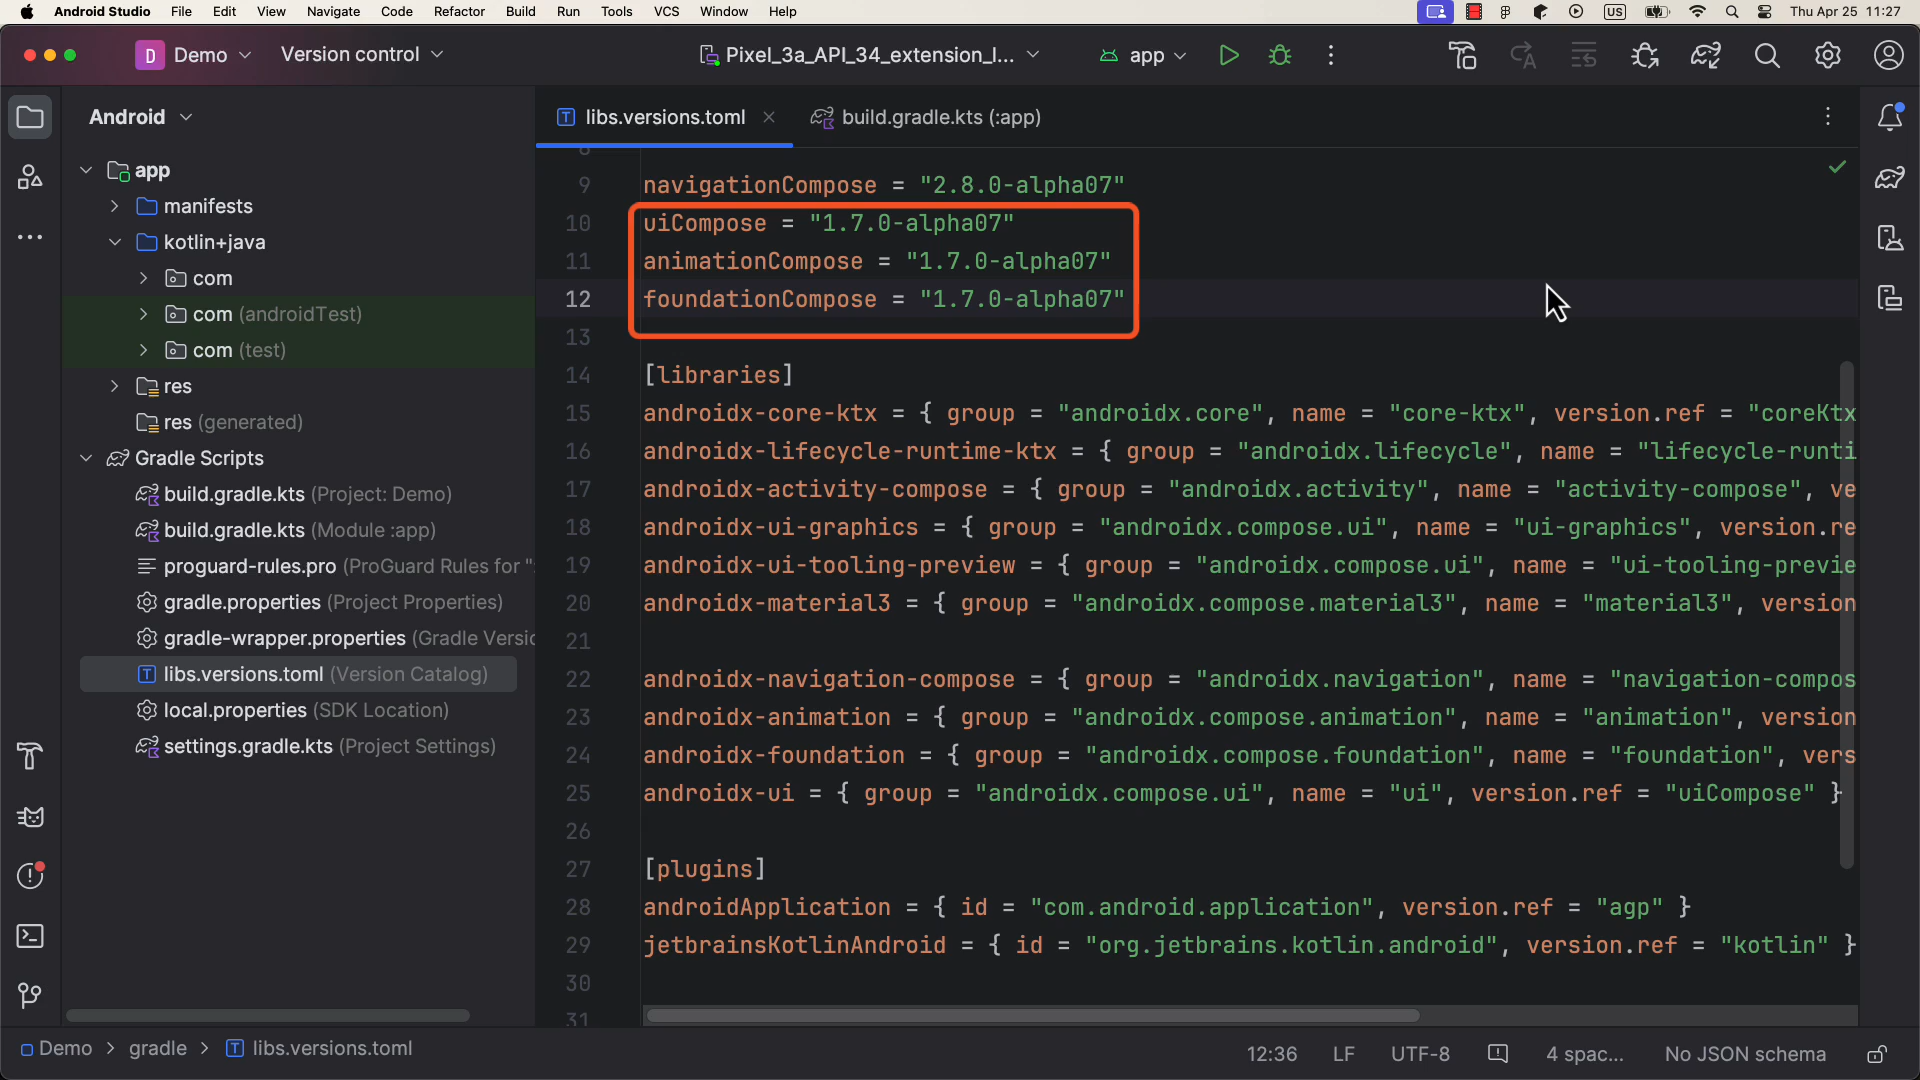 Android Studio File Edit View Navigate Code Refactor Build Run Tools VCS Window Help US Thu Apr 25 11:27
D Demo Version control Pixel_3a_API_34_extension_l... app
Android
libs.versions.toml build.gradle.kts (:app)
app
manifests
kotlin+java
com
com (androidTest)
com (test)
res
res (generated)
Gradle Scripts
build.gradle.kts (Project: Demo)
build.gradle.kts (Module :app)
proguard-rules.pro (ProGuard Rules for ":
gradle.properties (Project Properties)
gradle-wrapper.properties (Gradle Versio
libs.versions.toml (Version Catalog)
local.properties (SDK Location)
settings.gradle.kts (Project Settings)
8
9 navigationCompose = "2.8.0-alpha07"
10 uiCompose = "1.7.0-alpha07"
11 animationCompose = "1.7.0-alpha07"
12 foundationCompose = "1.7.0-alpha07"
13
14 [libraries]
15 androidx-core-ktx = { group = "androidx.core", name = "core-ktx", version.ref = "coreKtx
16 androidx-lifecycle-runtime-ktx = { group = "androidx.lifecycle", name = "lifecycle-runti
17 androidx-activity-compose = { group = "androidx.activity", name = "activity-compose", ve
18 androidx-ui-graphics = { group = "androidx.compose.ui", name = "ui-graphics", version.re
19 androidx-ui-tooling-preview = { group = "androidx.compose.ui", name = "ui-tooling-previe
20 androidx-material3 = { group = "androidx.compose.material3", name = "material3", version
21
22 androidx-navigation-compose = { group = "androidx.navigation", name = "navigation-compos
23 androidx-animation = { group = "androidx.compose.animation", name = "animation", version
24 androidx-foundation = { group = "androidx.compose.foundation", name = "foundation", vers
25 androidx-ui = { group = "androidx.compose.ui", name = "ui", version.ref = "uiCompose" }
26
27 [plugins]
28 androidApplication = { id = "com.android.application", version.ref = "agp" }
29 jetbrainsKotlinAndroid = { id = "org.jetbrains.kotlin.android", version.ref = "kotlin" }
30
31
Demo > gradle > libs.versions.toml 12:36 LF UTF-8 4 spac... No JSON schema